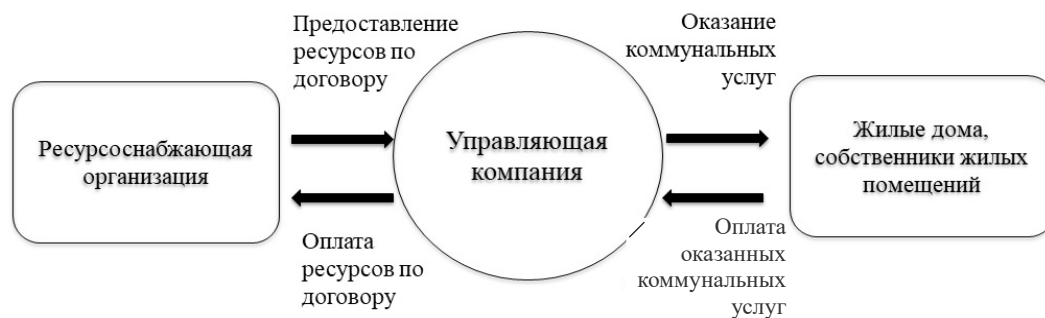 Предоставление
ресурсов по
договору
Оказание
коммунальных
услуг
Ресурсоснабжающая
организация
Управляющая
компания
Жилые дома,
собственники жилых
помещений
Оплата
ресурсов по
договору
Оплата
оказанных
коммунальных
услуг